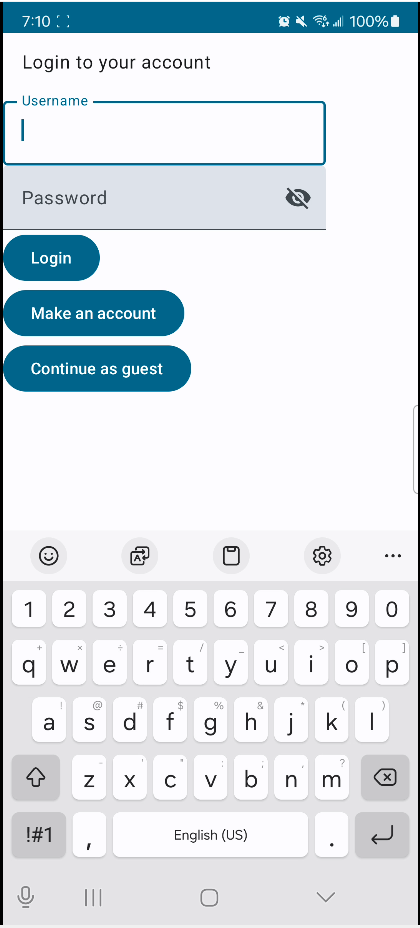 7:10 100%
Login to your account
Username
Password
Login
Make an account
Continue as guest
1 2 3 4 5 6 7 8 9 0
+ × ÷ = / _ < > [ ]
q w e r t y u i o p
! @ # $ % & * ( )
a s d f g h j k l
- ' " : ; , ?
z x c v b n m
!#1 , English (US) .